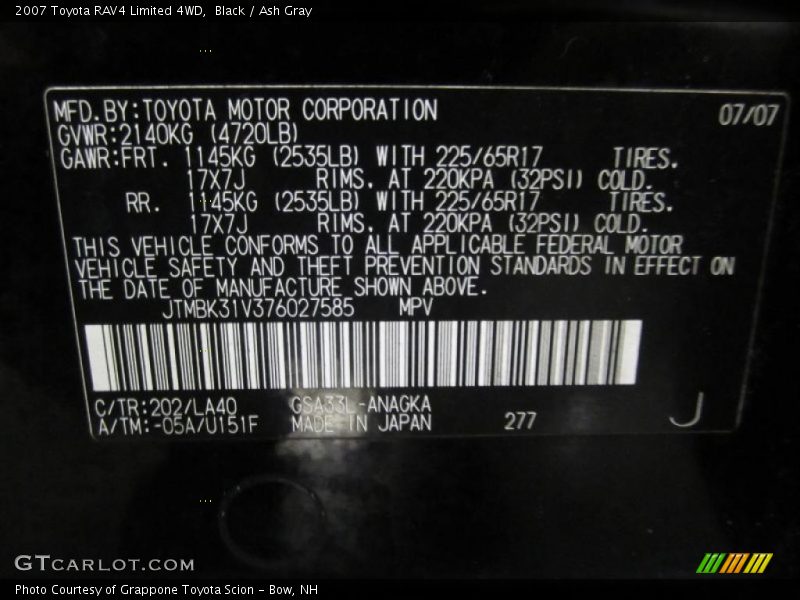 2007 Toyota RAV4 Limited 4WD, Black / Ash Gray
MFD.BY:TOYOTA MOTOR CORPORATION 07/07
GVWR:2140KG (4720LB)
GAWR:FRT. 1145KG (2535LB) WITH 225/65R17 TIRES.
17X7J RIMS. AT 220KPA (32PSI) COLD.
RR. 1145KG (2535LB) WITH 225/65R17 TIRES.
17X7J RIMS. AT 220KPA (32PSI) COLD.
THIS VEHICLE CONFORMS TO ALL APPLICABLE FEDERAL MOTOR
VEHICLE SAFETY AND THEFT PREVENTION STANDARDS IN EFFECT ON
THE DATE OF MANUFACTURE SHOWN ABOVE.
JTMBK31V376027585 MPV
C/TR:202/LA40 GSA33L-ANAGKA
A/TM:-05A/U151F MADE IN JAPAN 277 J
GTCARLOT.COM
Photo Courtesy of Grappone Toyota Scion - Bow, NH